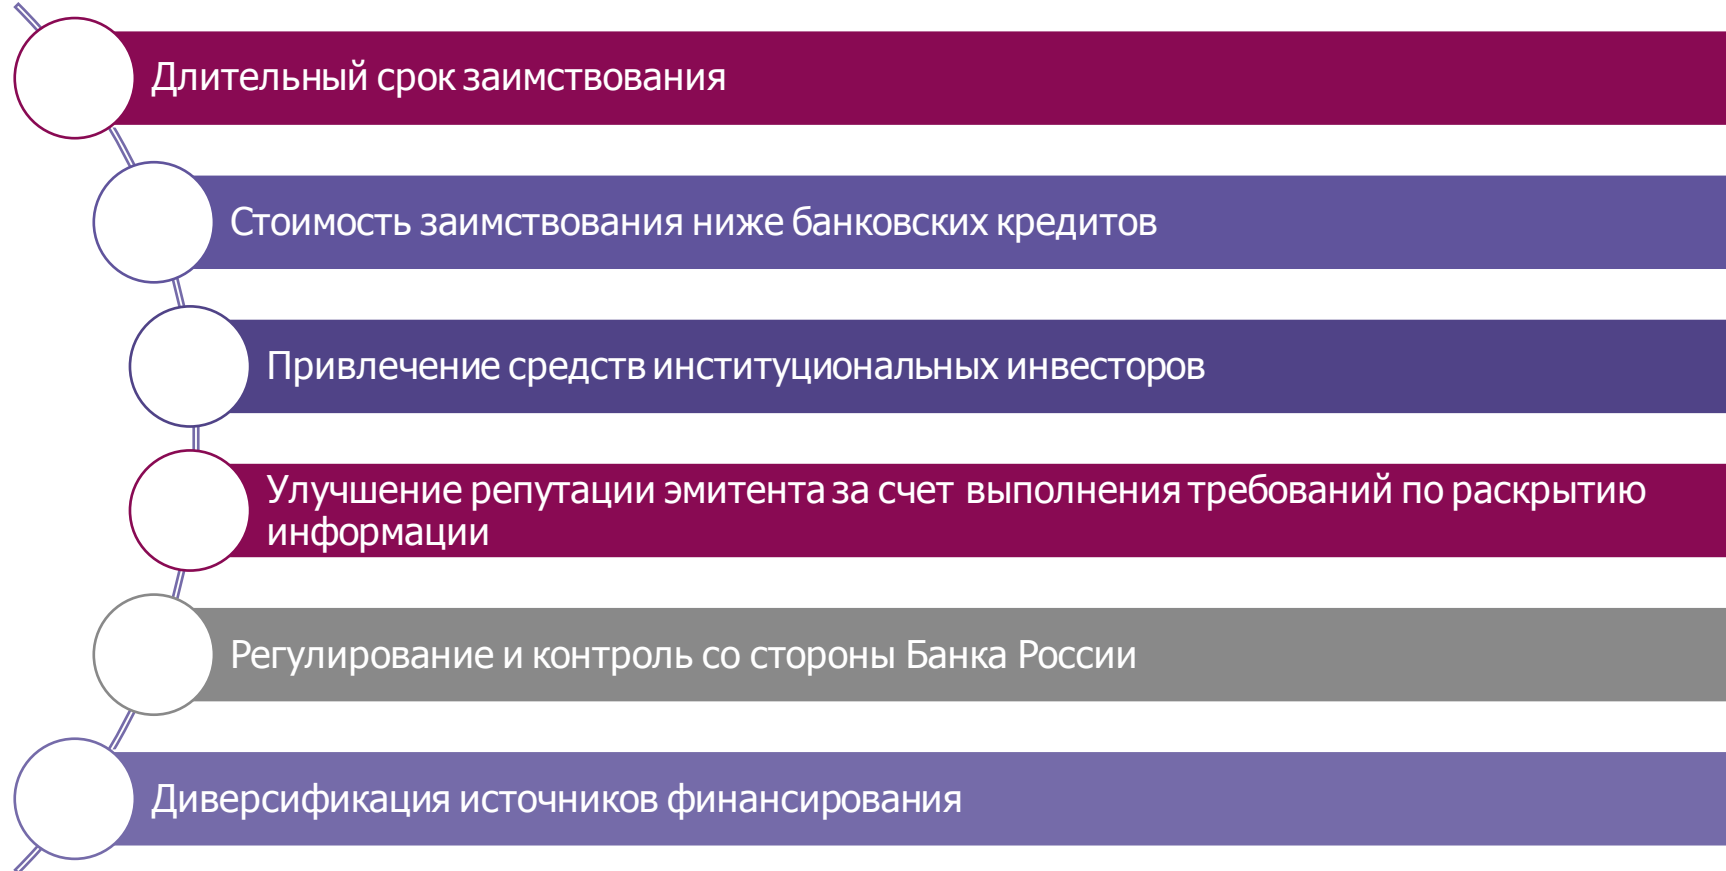 Длительный срок заимствования
Стоимость заимствования ниже банковских кредитов
Привлечение средств институциональных инвесторов
Улучшение репутации эмитента за счет выполнения требований по раскрытию
информации
Регулирование и контроль со стороны Банка России
Диверсификация источников финансирования